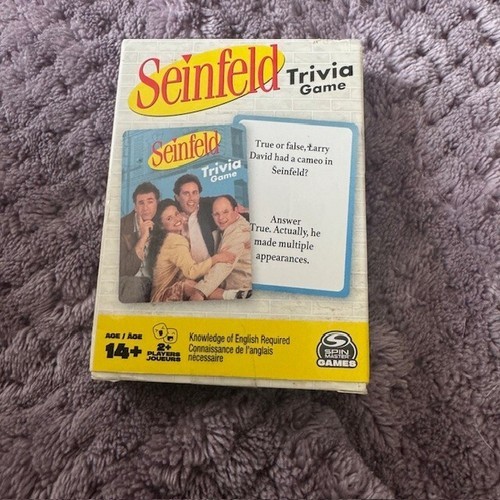 Seinfeld
Trivia
Game
Seinfeld
Trivia
Game
True or false, Larry
David had a cameo in
Seinfeld?
Answer
True. Actually, he
made multiple
appearances.
AGE / ÂGE
14+
2+
PLAYERS
JOUEURS
Knowledge of English Required
Connaissance de l'anglais
nécessaire
SPIN
MASTER
GAMES